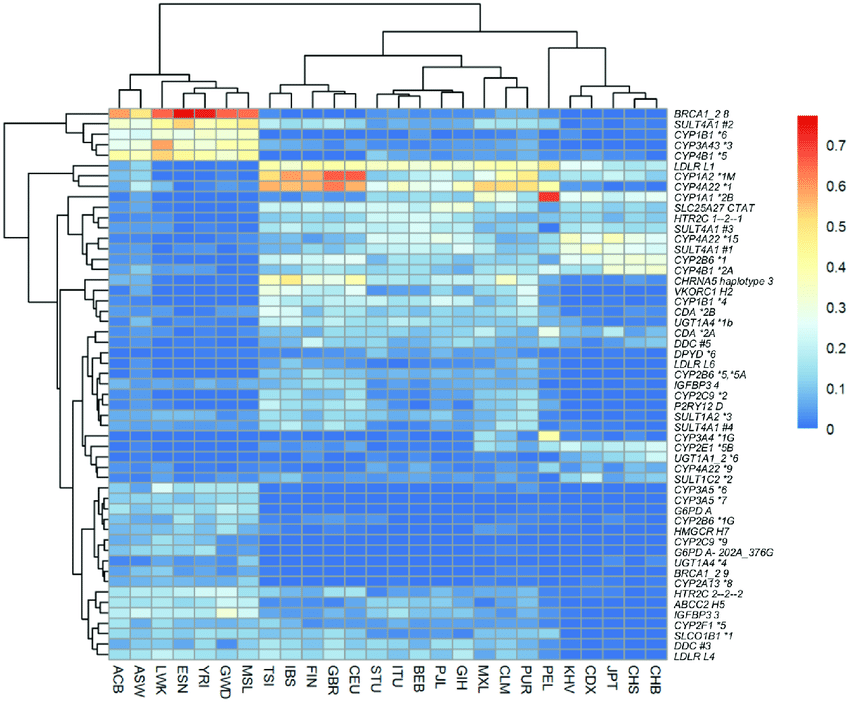 BRCA1_2 8
SULT4A1 #2
CYP1B1 *6
CYP3A43 *3
CYP4B1 *5
LDLR L1
CYP1A2 *1M
CYP4A22 *1
CYP1A1 *2B
SLC25A27 CTAT
HTR2C 1--2--1
SULT4A1 #3
CYP4A22 *15
SULT4A1 #1
CYP2B6 *1
CYP4B1 *2A
CHRNA5 haplotype 3
VKORC1 H2
CYP1B1 *4
CDA *2B
UGT1A4 *1b
CDA *2A
DDC #5
DPYD *6
LDLR L6
CYP2B6 *5,*5A
IGFBP3 4
CYP2C9 *2
P2RY12 D
SULT1A2 *3
SULT4A1 #4
CYP3A4 *1G
CYP2E1 *5B
UGT1A1_2 *6
CYP4A22 *9
SULT1C2 *2
CYP3A5 *6
CYP3A5 *7
G6PD A
CYP2B6 *1G
HMGCR H7
CYP2C9 *9
G6PD A- 202A_376G
UGT1A4 *4
BRCA1_2 9
CYP2A13 *8
HTR2C 2--2--2
ABCC2 H5
IGFBP3 3
CYP2F1 *5
SLCO1B1 *1
DDC #3
LDLR L4
ACB ASW LWK ESN YRI GWD MSL TSI IBS FIN GBR CEU STU ITU BEB PJL GIH MXL CLM PUR PEL KHV CDX JPT CHS CHB
0.7
0.6
0.5
0.4
0.3
0.2
0.1
0